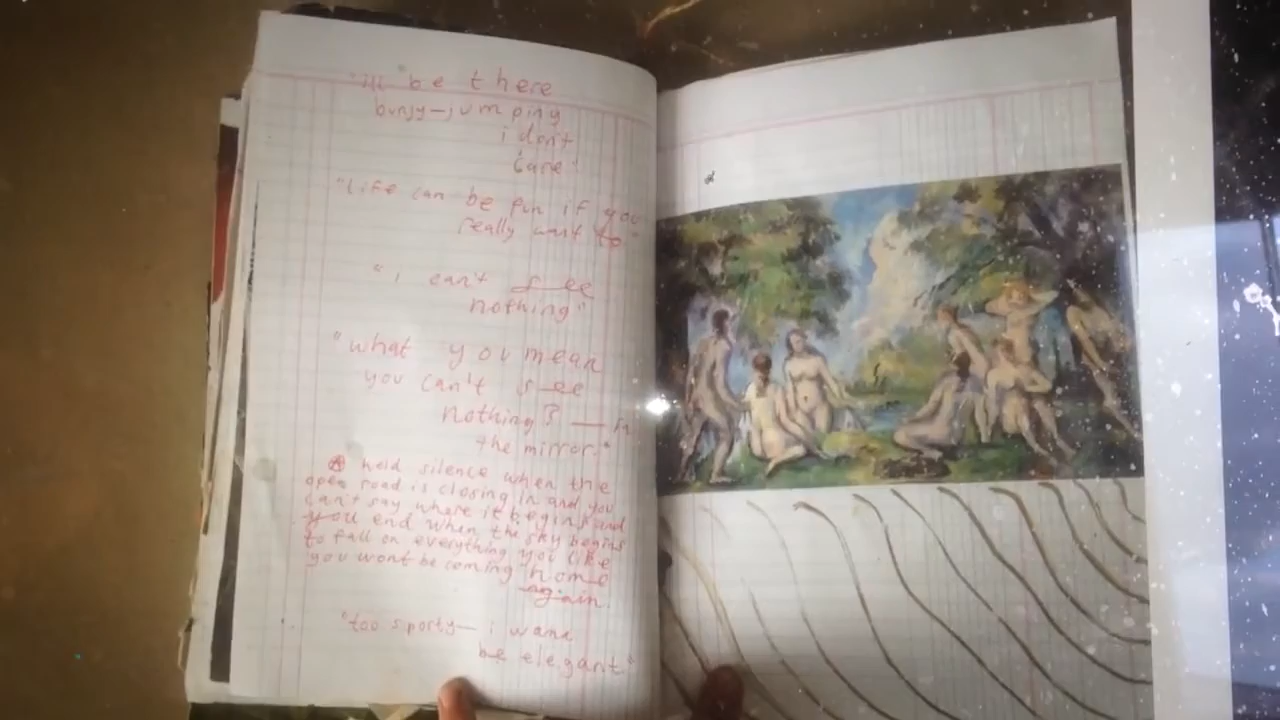 "ill "be there
bunjy-jumping
i don't
care!
"Life can be fun if you
really want to"
"i can't see
nothing"
"what you mean
you can't see
nothing? — in
the mirror."
hold silence when the
open road is closing in and you
can't say where it begins and
you end when the sky begins
to fall on everything you like
you wont be coming home
again.
"too sporty— i wana
be elegant."